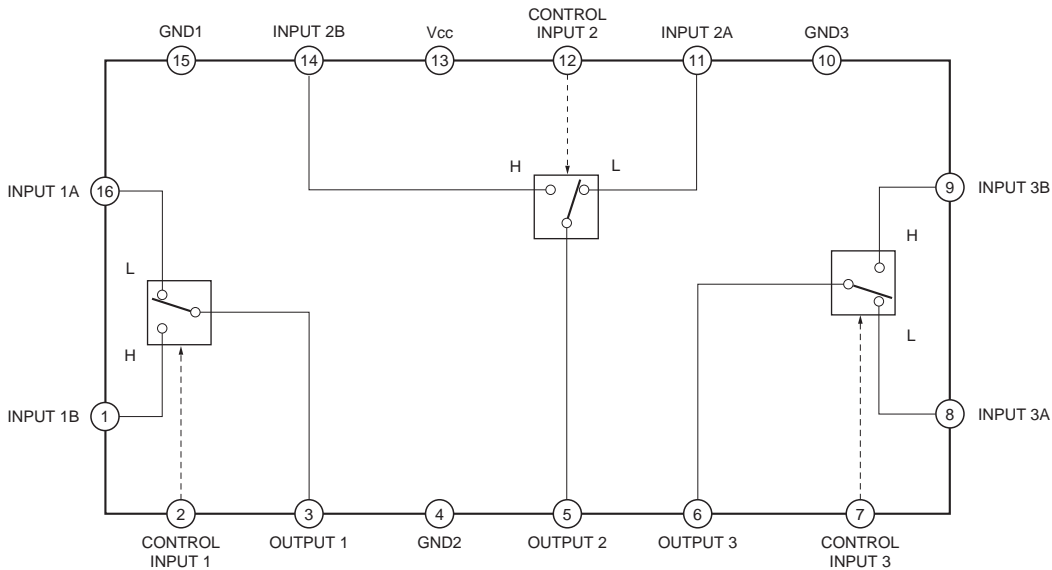 GND1
INPUT 2B
Vcc
CONTROL
INPUT 2
INPUT 2A
GND3
15
14
13
12
11
10
H
L
16
INPUT 1A
9
INPUT 3B
H
L
H
L
INPUT 1B
1
8
INPUT 3A
2
3
4
5
6
7
CONTROL
INPUT 1
OUTPUT 1
GND2
OUTPUT 2
OUTPUT 3
CONTROL
INPUT 3